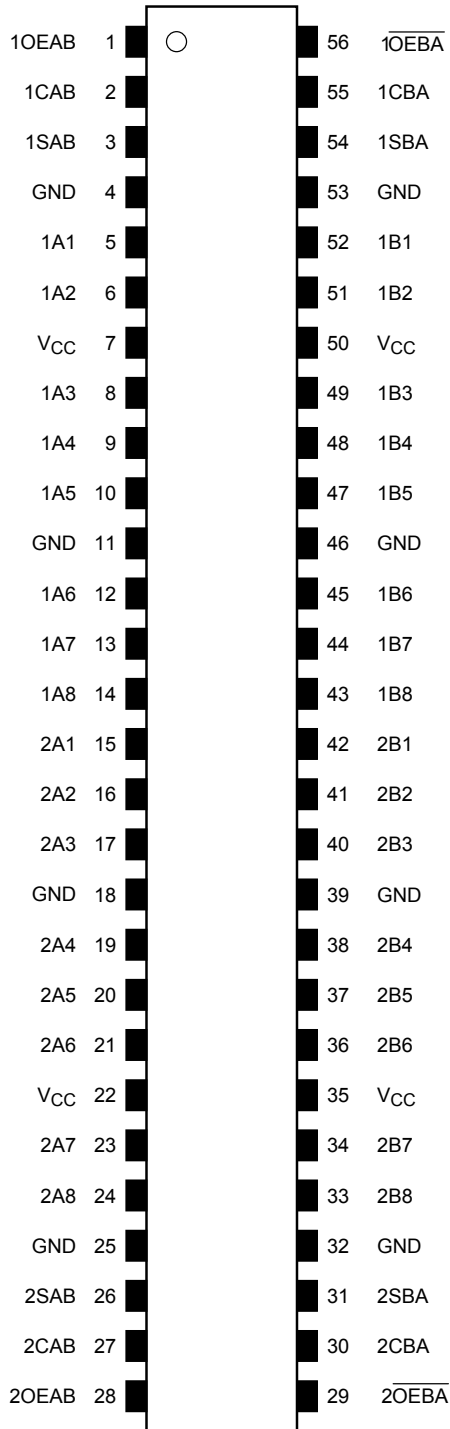 1OEAB 1 56 1O̅E̅B̅A̅
1CAB 2 55 1CBA
1SAB 3 54 1SBA
GND 4 53 GND
1A1 5 52 1B1
1A2 6 51 1B2
VCC 7 50 VCC
1A3 8 49 1B3
1A4 9 48 1B4
1A5 10 47 1B5
GND 11 46 GND
1A6 12 45 1B6
1A7 13 44 1B7
1A8 14 43 1B8
2A1 15 42 2B1
2A2 16 41 2B2
2A3 17 40 2B3
GND 18 39 GND
2A4 19 38 2B4
2A5 20 37 2B5
2A6 21 36 2B6
VCC 22 35 VCC
2A7 23 34 2B7
2A8 24 33 2B8
GND 25 32 GND
2SAB 26 31 2SBA
2CAB 27 30 2CBA
2OEAB 28 29 2O̅E̅B̅A̅